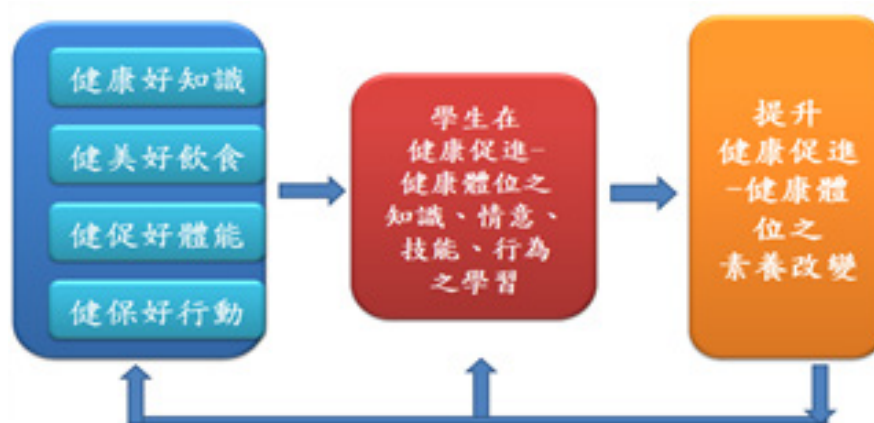 健康好知識
健美好飲食
健促好體能
健保好行動
學生在
健康促進-
健康體位之
知識、情意、
技能、行為
之學習
提升
健康促進
-健康體
位之
素養改變